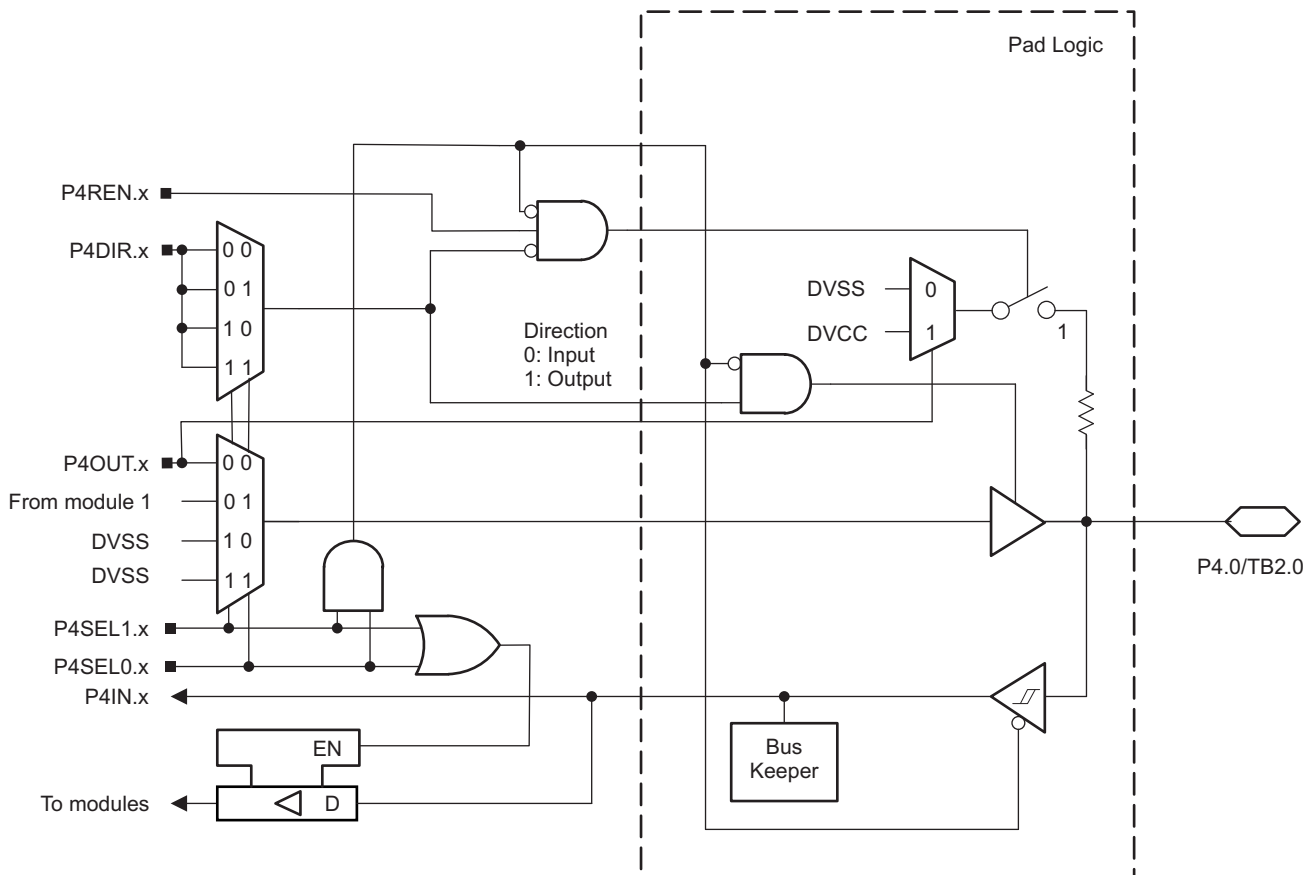 Pad Logic
P4REN.x
P4DIR.x
0 0
0 1
1 0
1 1
Direction
0: Input
1: Output
DVSS
0
DVCC
1
1
P4OUT.x
0 0
From module 1
0 1
DVSS
1 0
DVSS
1 1
P4.0/TB2.0
P4SEL1.x
P4SEL0.x
P4IN.x
EN
Bus
Keeper
To modules
D